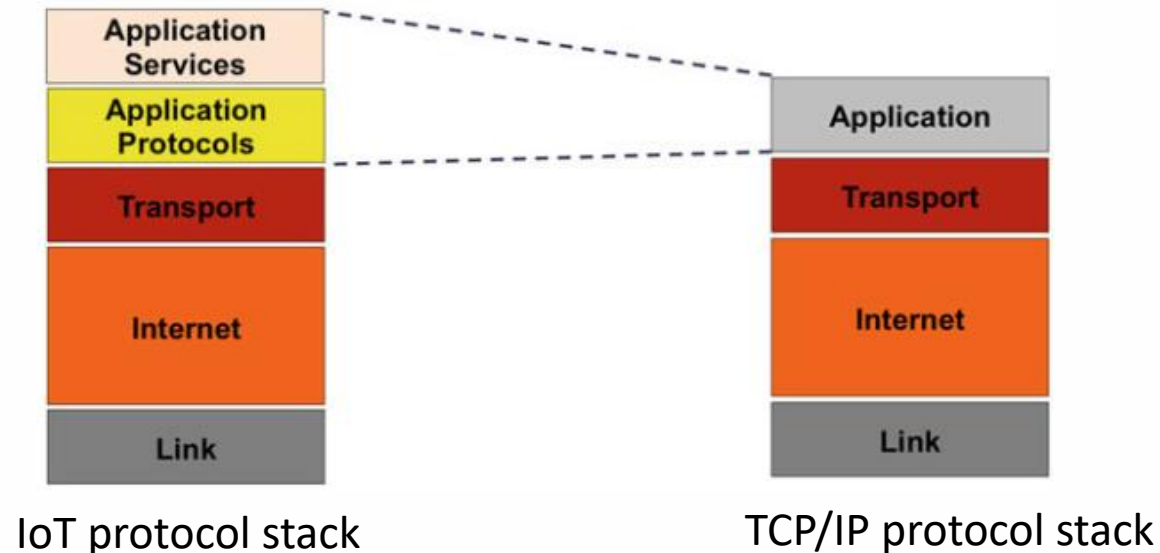 Application
Services
Application
Protocols
Transport
Internet
Link
IoT protocol stack
Application
Transport
Internet
Link
TCP/IP protocol stack